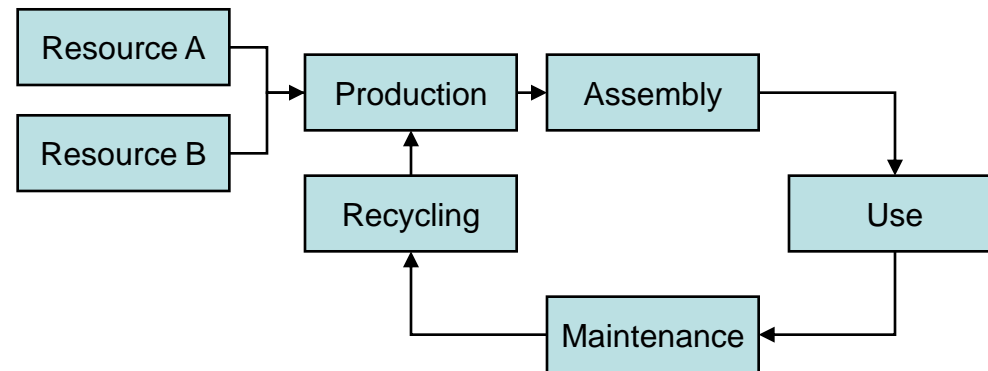 Resource A
Production
Assembly
Resource B
Recycling
Use
Maintenance